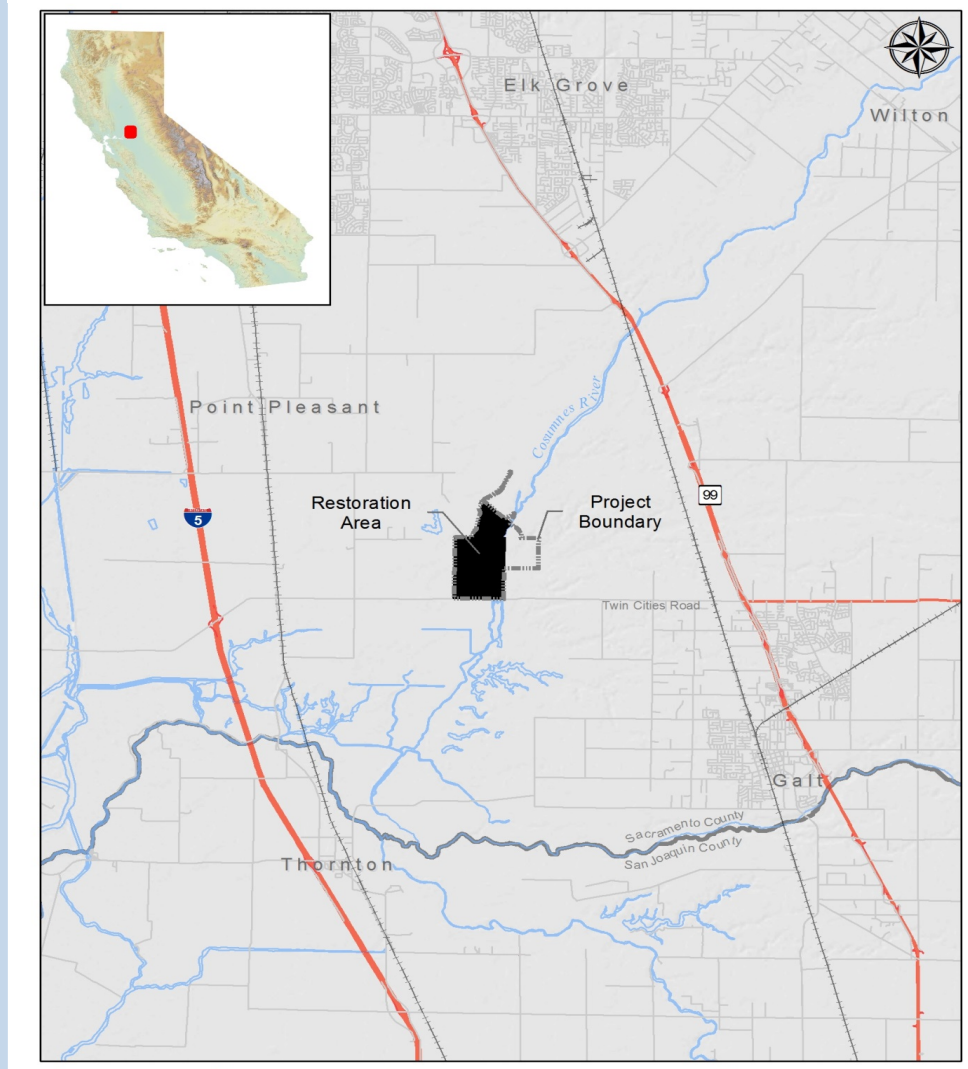 Elk Grove
Wilton
Point Pleasant
Cosumnes River
Restoration
Area
Project
Boundary
5
99
Twin Cities Road
Galt
Sacramento County
San Joaquin County
Thornton